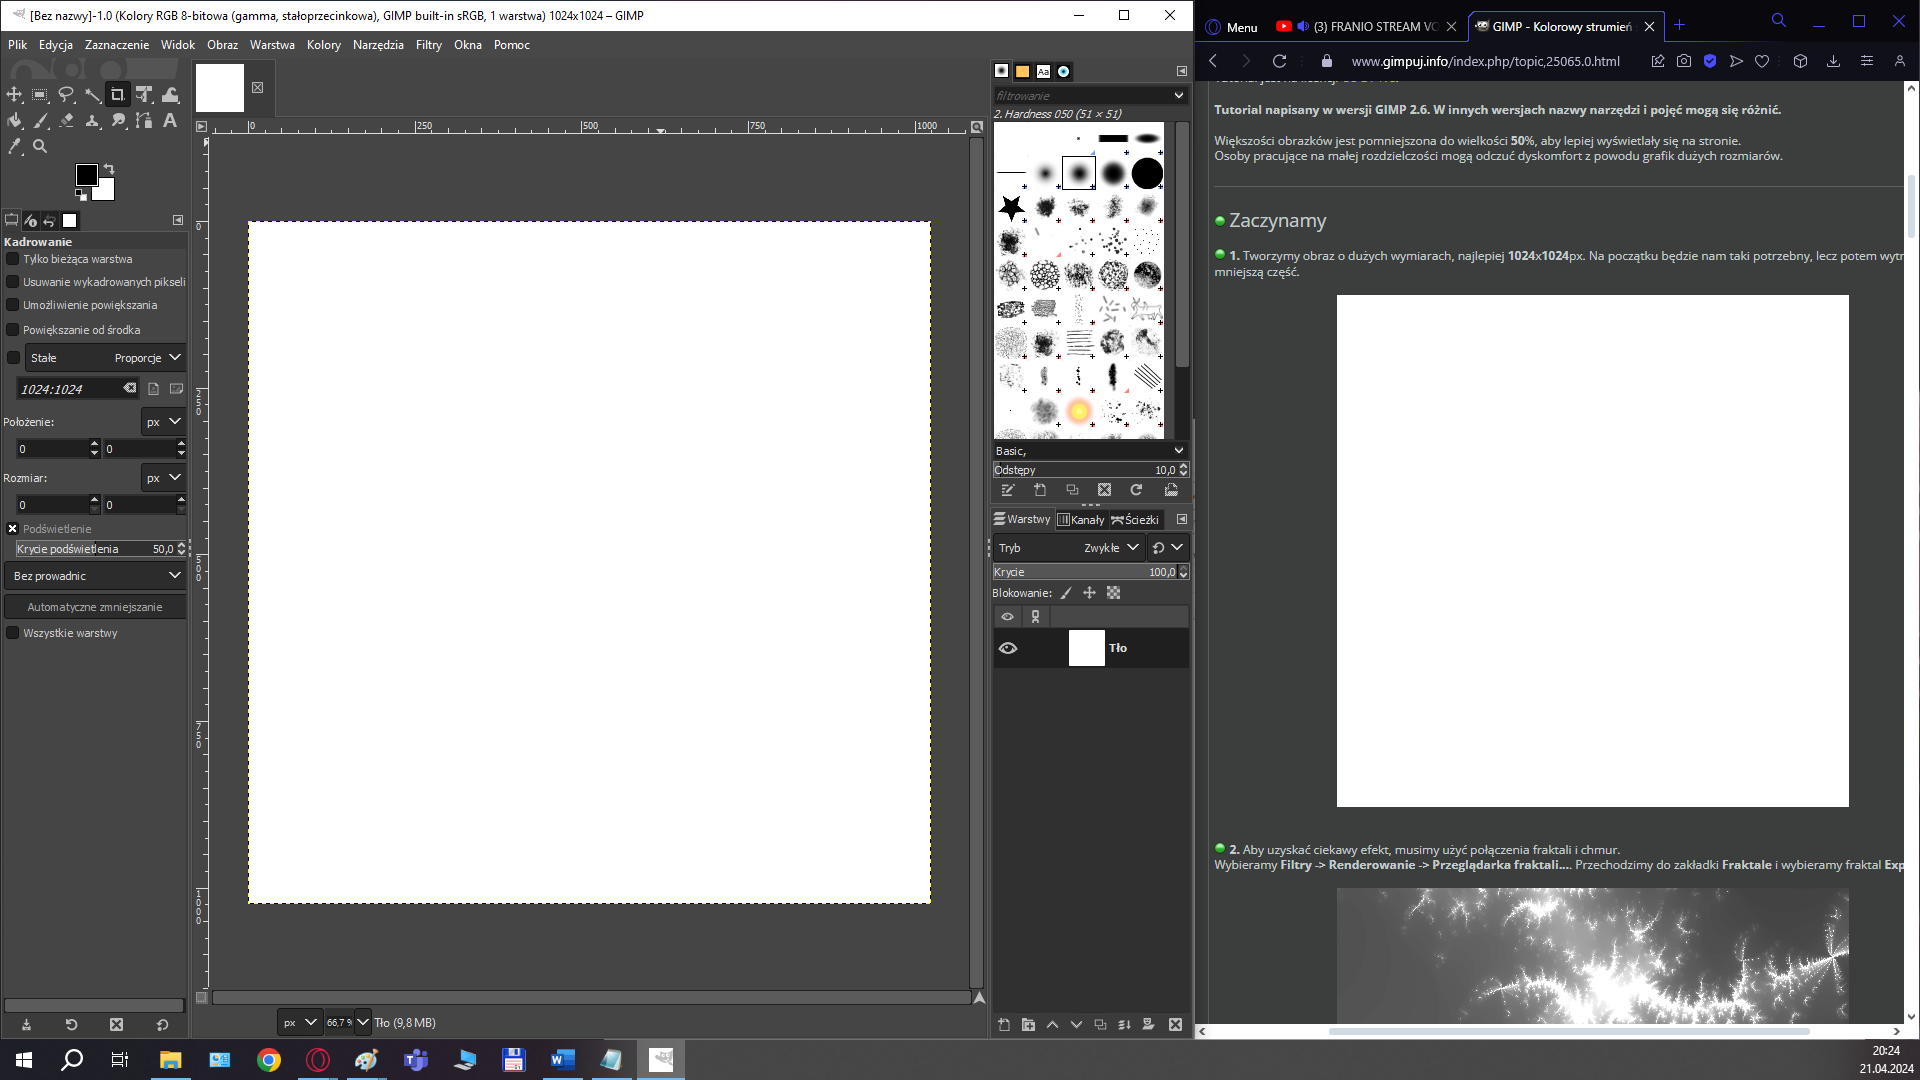 [Bez nazwy]-1.0 (Kolory RGB 8-bitowa (gamma, stałoprzecinkowa), GIMP built-in sRGB, 1 warstwa) 1024x1024 – GIMP
Plik Edycja Zaznaczenie Widok Obraz Warstwa Kolory Narzędzia Filtry Okna Pomoc
Kadrowanie
Tylko bieżąca warstwa
Usuwanie wykadrowanych pikseli
Umożliwienie powiększania
Powiększanie od środka
Stałe Proporcje
1024:1024
Położenie: px
0 0
Rozmiar: px
0 0
Podświetlenie
Krycie podświetlenia 50,0
Bez prowadnic
Automatyczne zmniejszanie
Wszystkie warstwy
0 250 500 750 1000
0
250
500
750
1000
px 66,7 % Tło (9,8 MB)
Aa
filtrowanie
2. Hardness 050 (51 × 51)
Basic,
Odstępy 10,0
Warstwy Kanały Ścieżki
Tryb Zwykłe
Krycie 100,0
Blokowanie:
Tło
Menu (3) FRANIO STREAM VO GIMP - Kolorowy strumień
www.gimpuj.info/index.php/topic,25065.0.html
Tutorial napisany w wersji GIMP 2.6. W innych wersjach nazwy narzędzi i pojęć mogą się różnić.
Większości obrazków jest pomniejszona do wielkości 50%, aby lepiej wyświetlały się na stronie.
Osoby pracujące na małej rozdzielczości mogą odczuć dyskomfort z powodu grafik dużych rozmiarów.
Zaczynamy
1. Tworzymy obraz o dużych wymiarach, najlepiej 1024x1024px. Na początku będzie nam taki potrzebny, lecz potem wytr
mniejszą część.
2. Aby uzyskać ciekawy efekt, musimy użyć połączenia fraktali i chmur.
Wybieramy Filtry -> Renderowanie -> Przeglądarka fraktali.... Przechodzimy do zakładki Fraktale i wybieramy fraktal Exp
20:24
21.04.2024